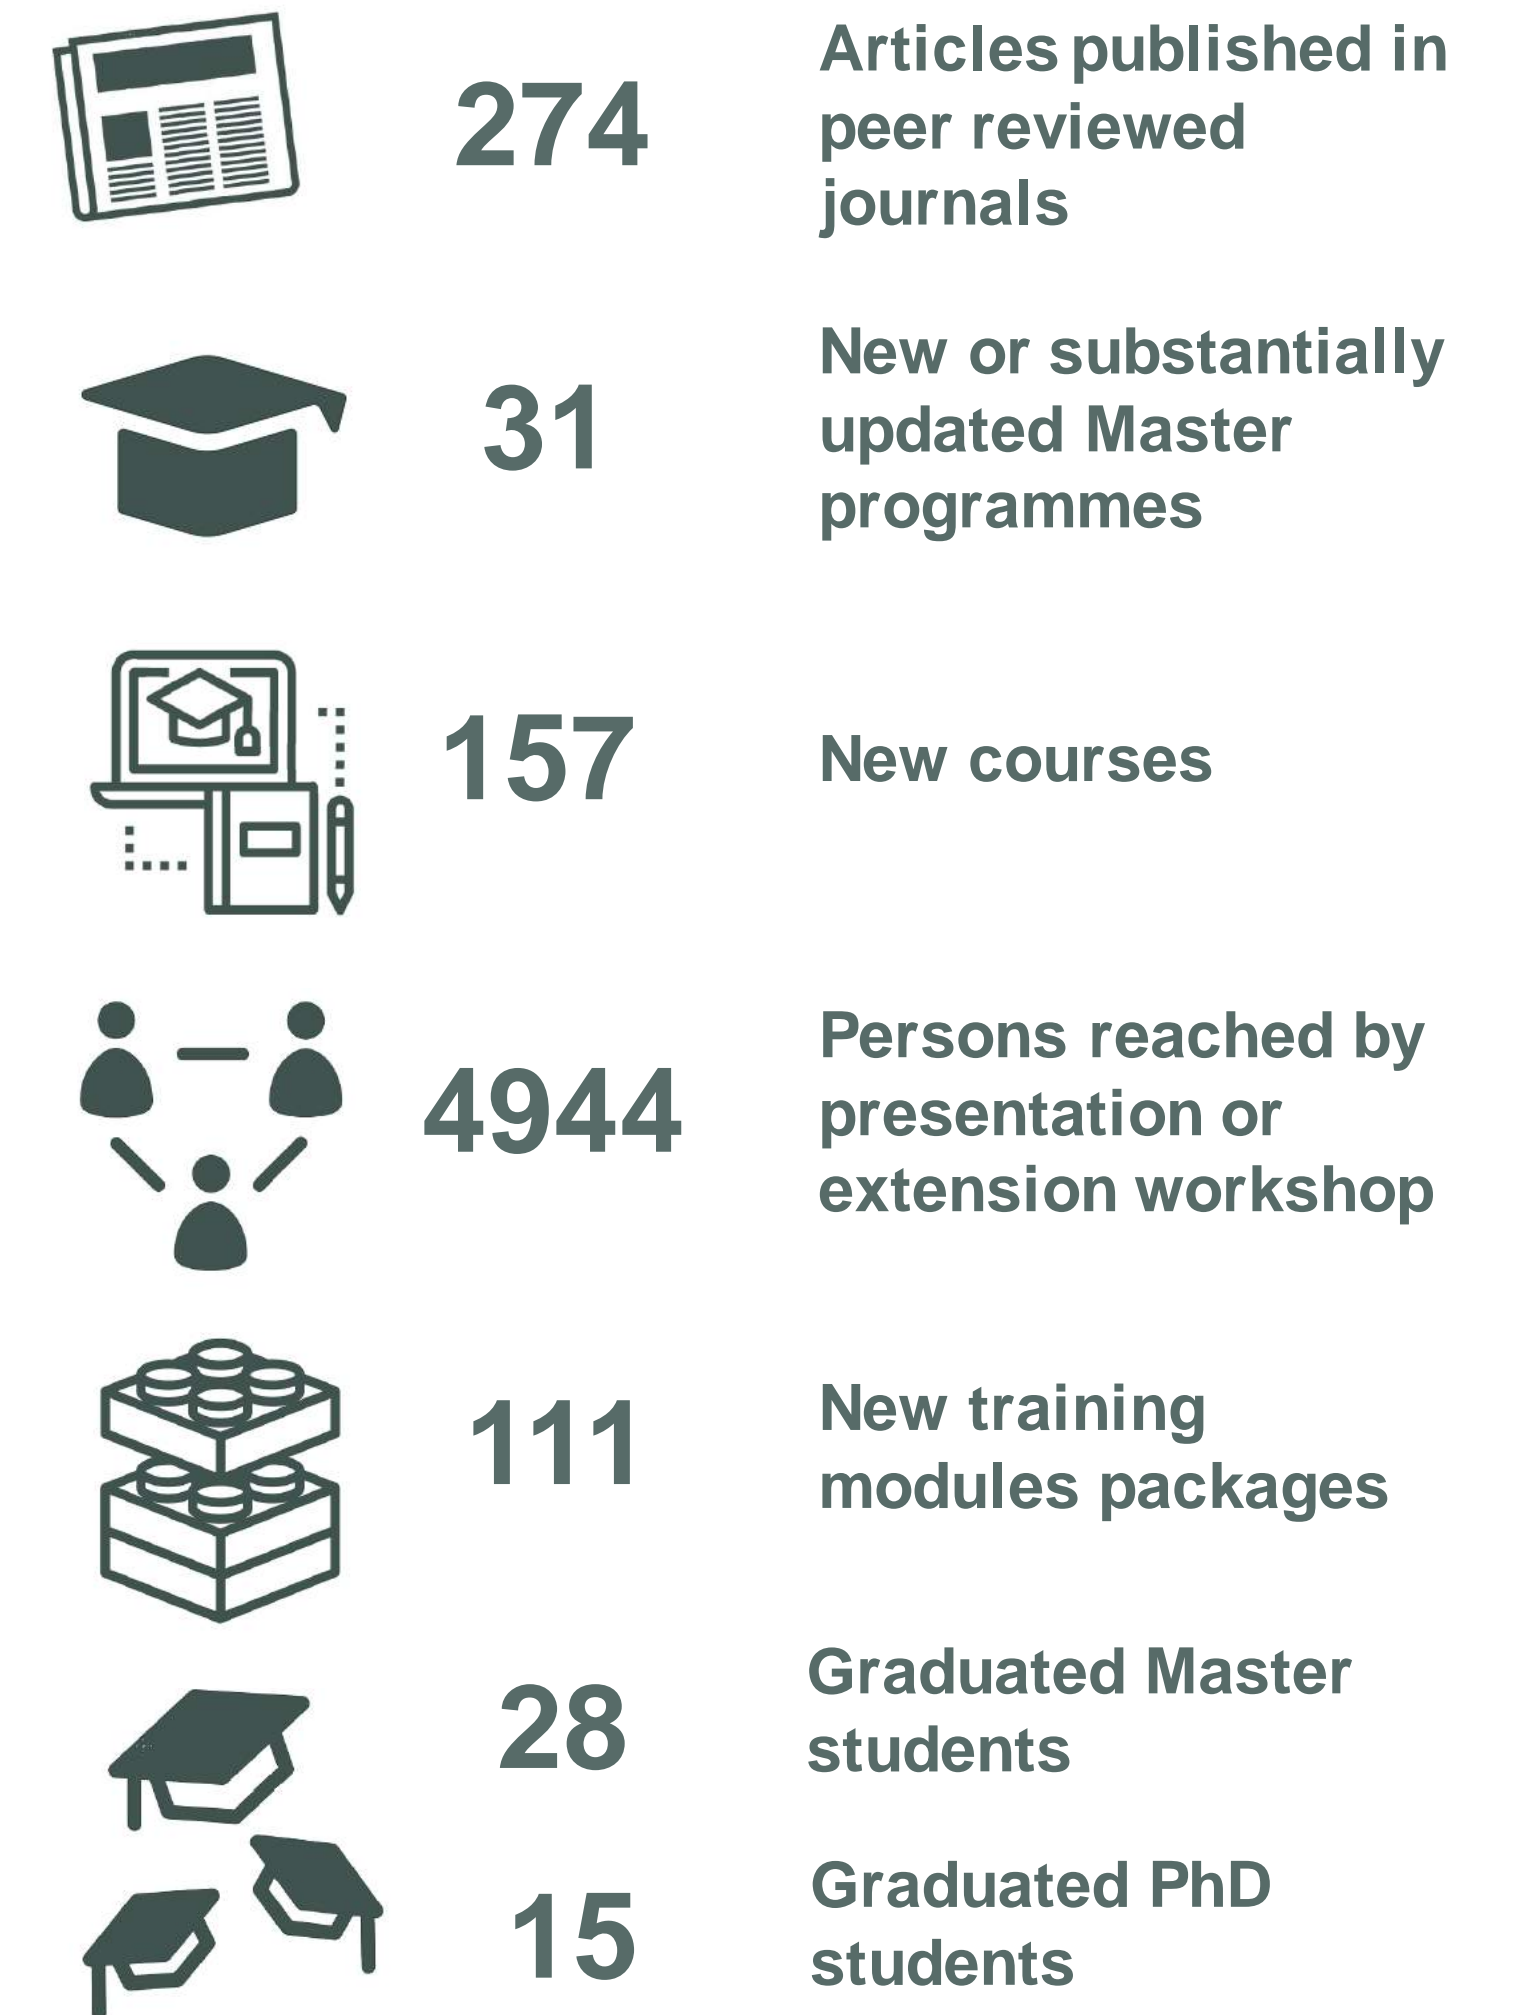 274
Articles published in
peer reviewed
journals
31
New or substantially
updated Master
programmes
157
New courses
4944
Persons reached by
presentation or
extension workshop
111
New training
modules packages
28
Graduated Master
students
15
Graduated PhD
students